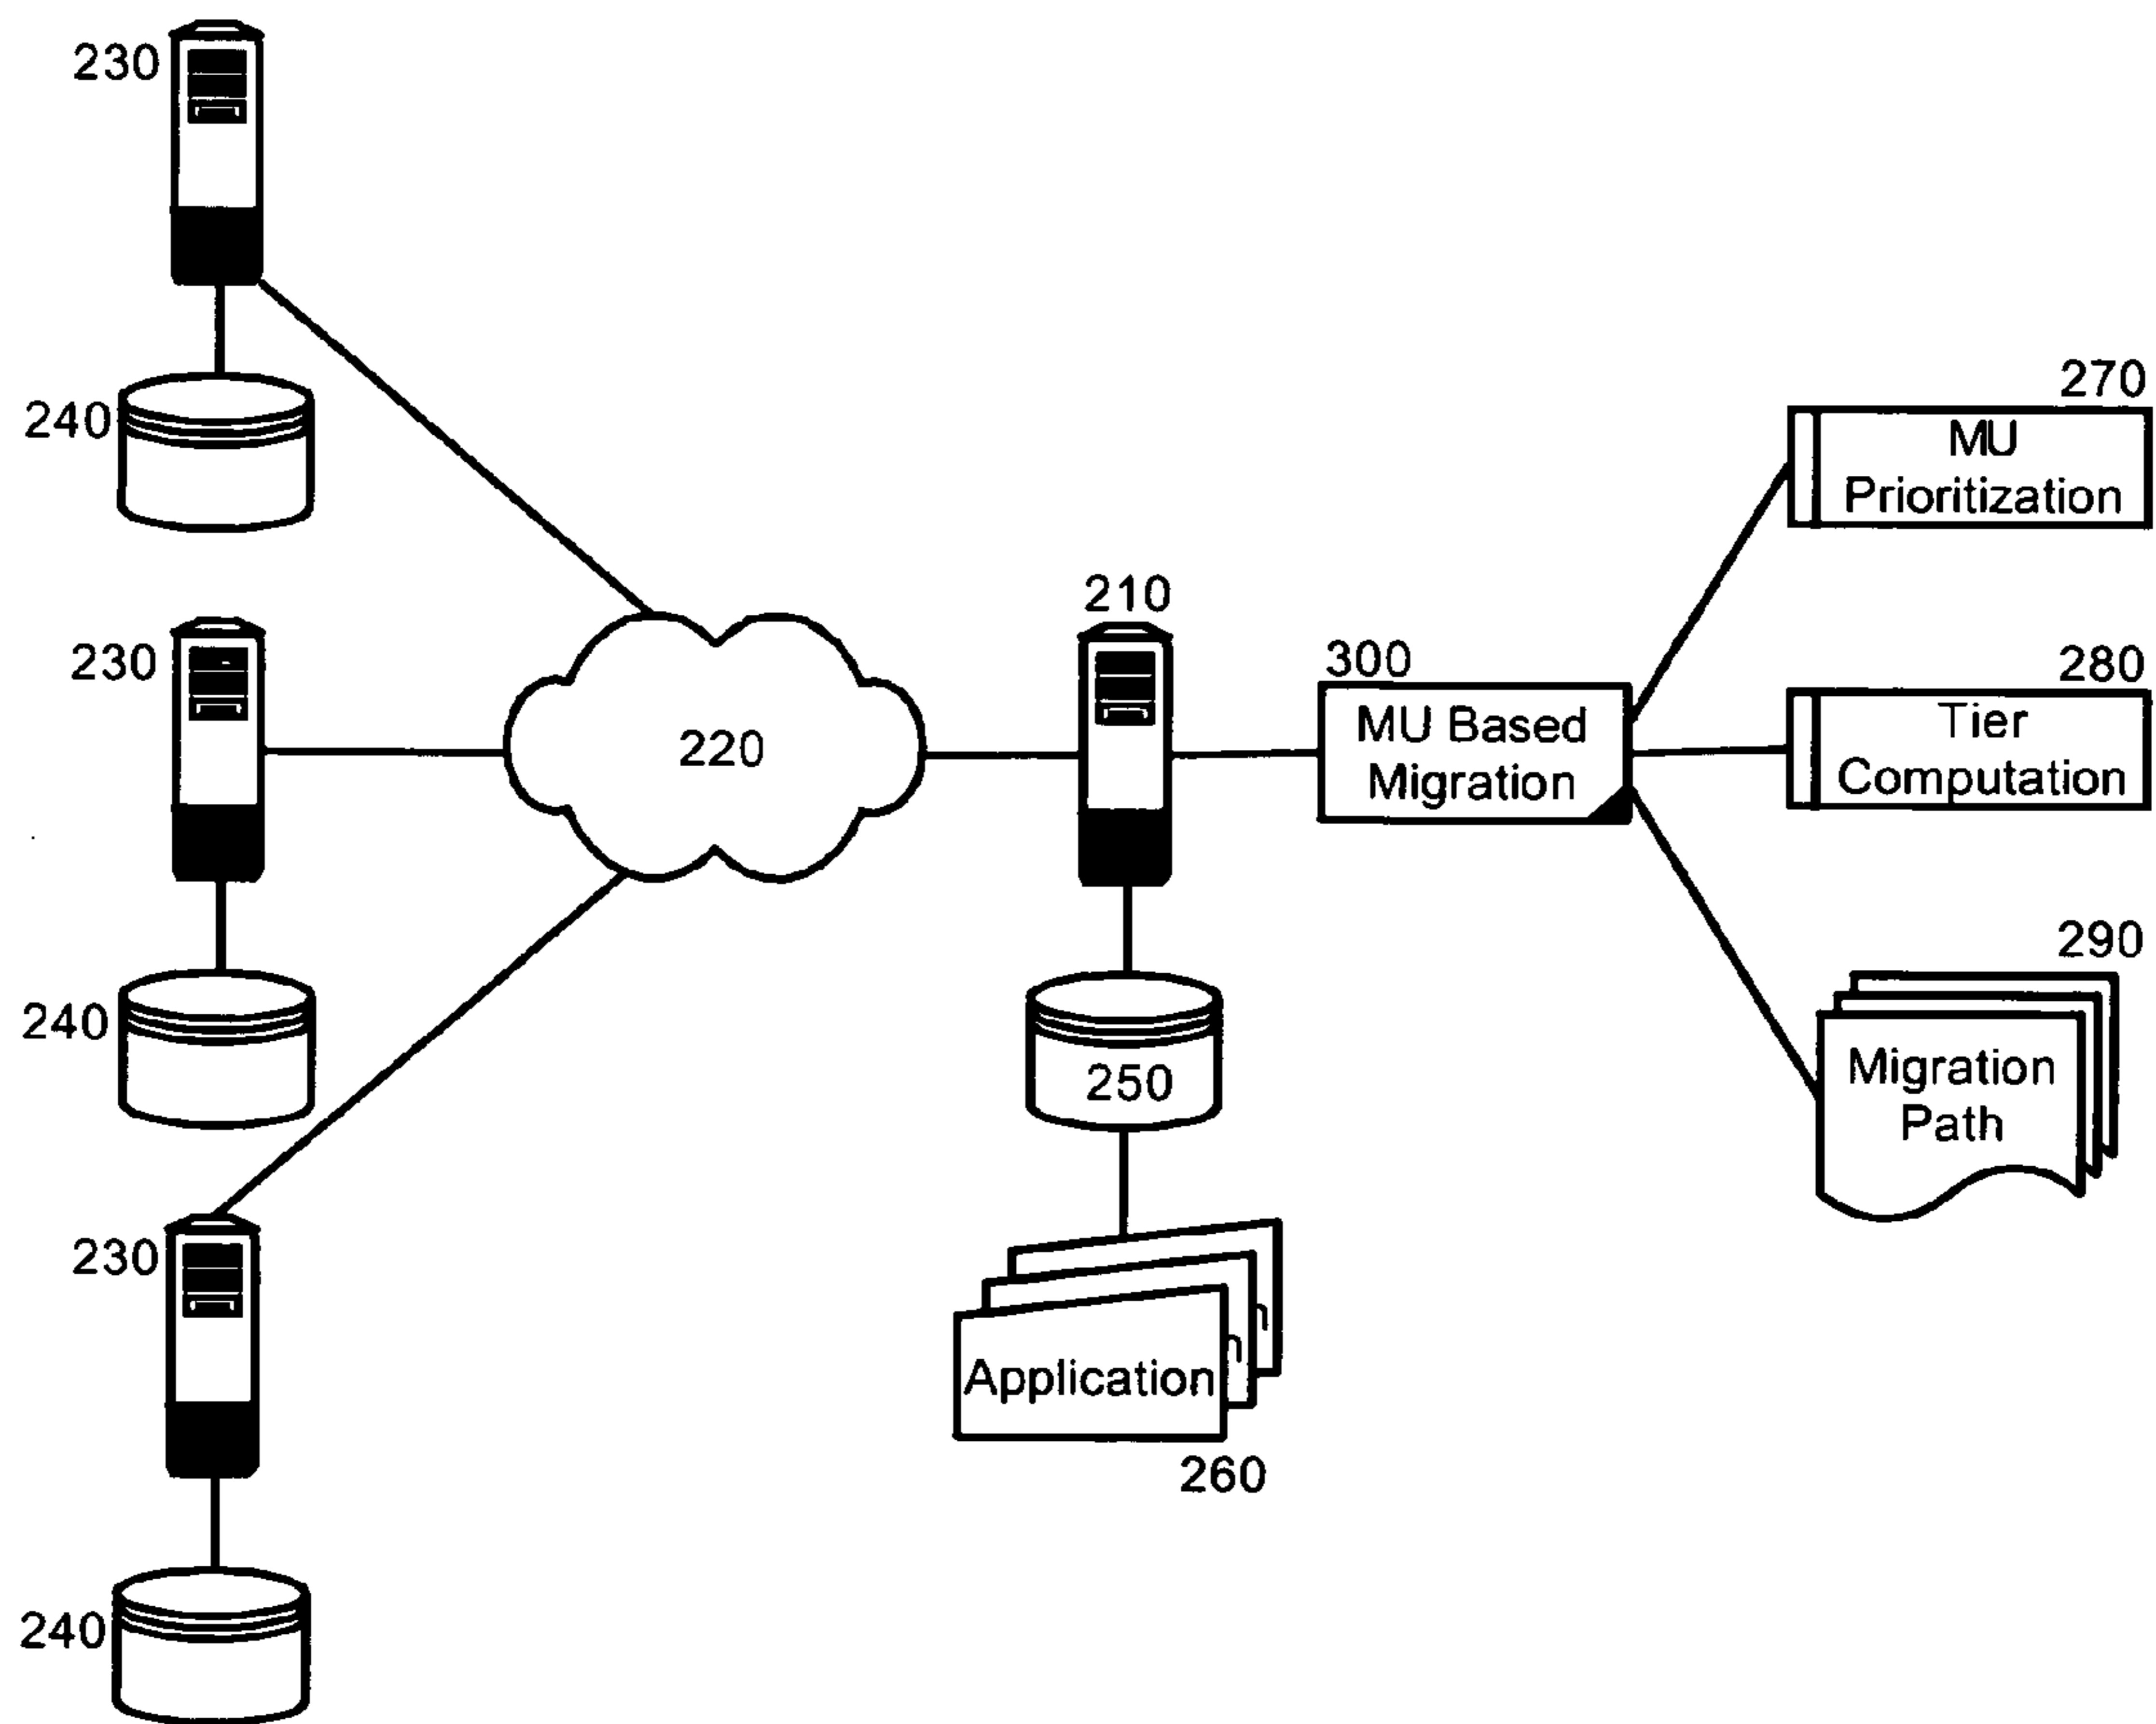 230
240
270
MU
Prioritization
210
230
300
280
MU Based
Migration
220
Tier
Computation
290
240
250
Migration
Path
230
Application
260
240